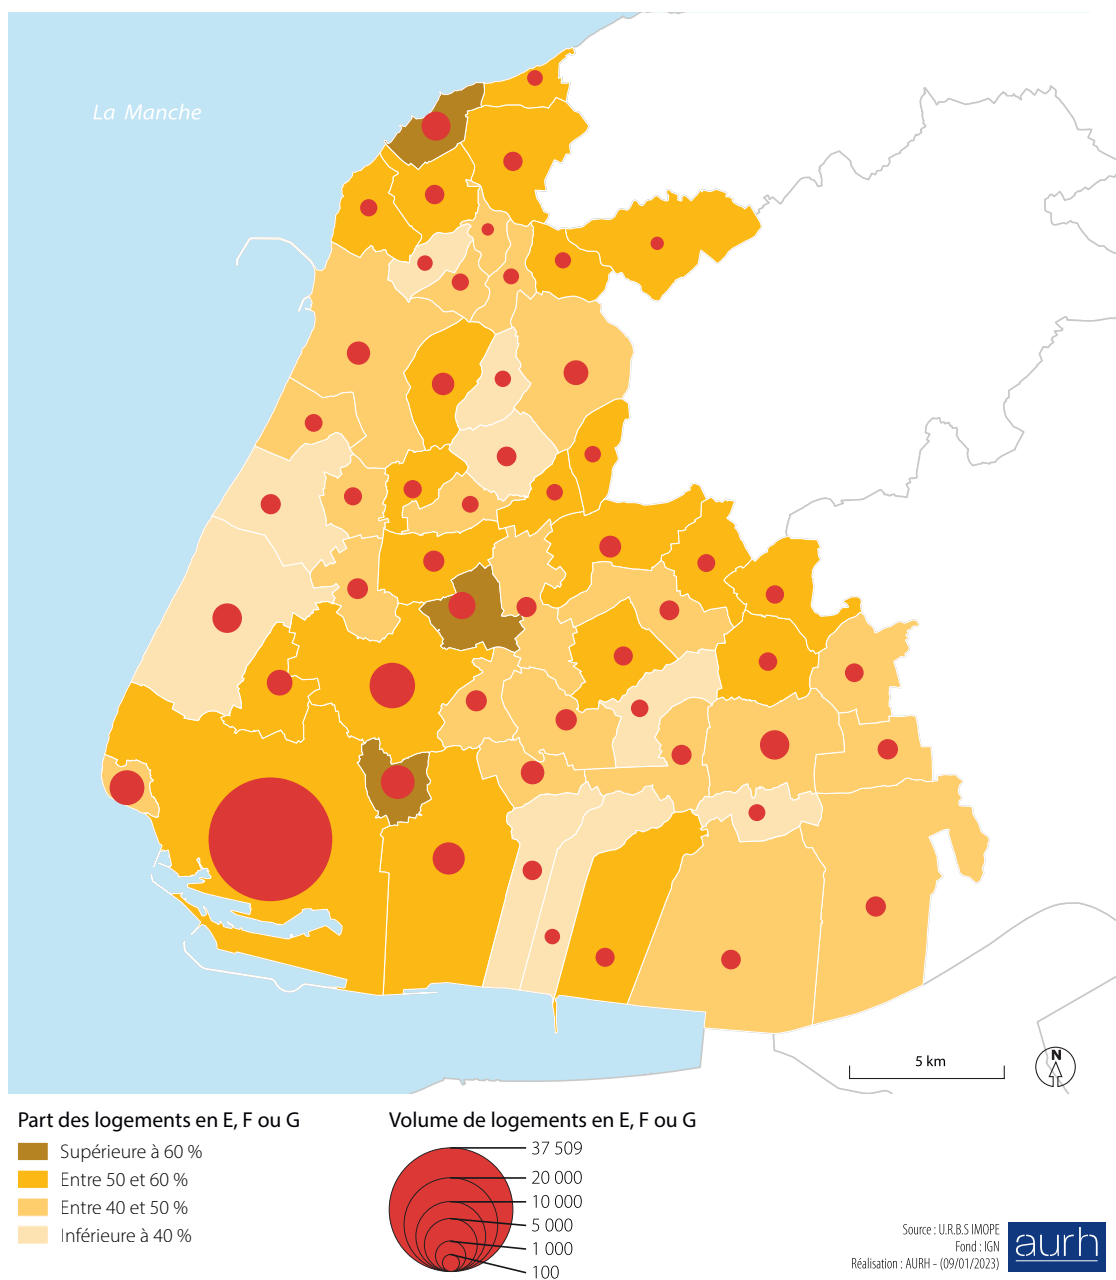 La Manche
5 km
N
Part des logements en E, F ou G
Supérieure à 60 %
Entre 50 et 60 %
Entre 40 et 50 %
Inférieure à 40 %
Volume de logements en E, F ou G
37 509
20 000
10 000
5 000
1 000
100
Source : U.R.B.S IMOPE
Fond : IGN
Réalisation : AURH - (09/01/2023)
aurh